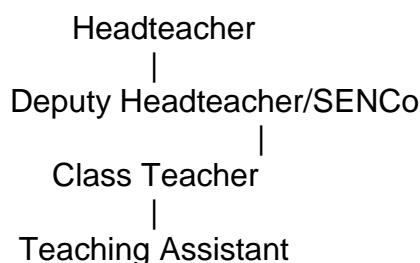 Headteacher
|
Deputy Headteacher/SENCo
|
Class Teacher
|
Teaching Assistant